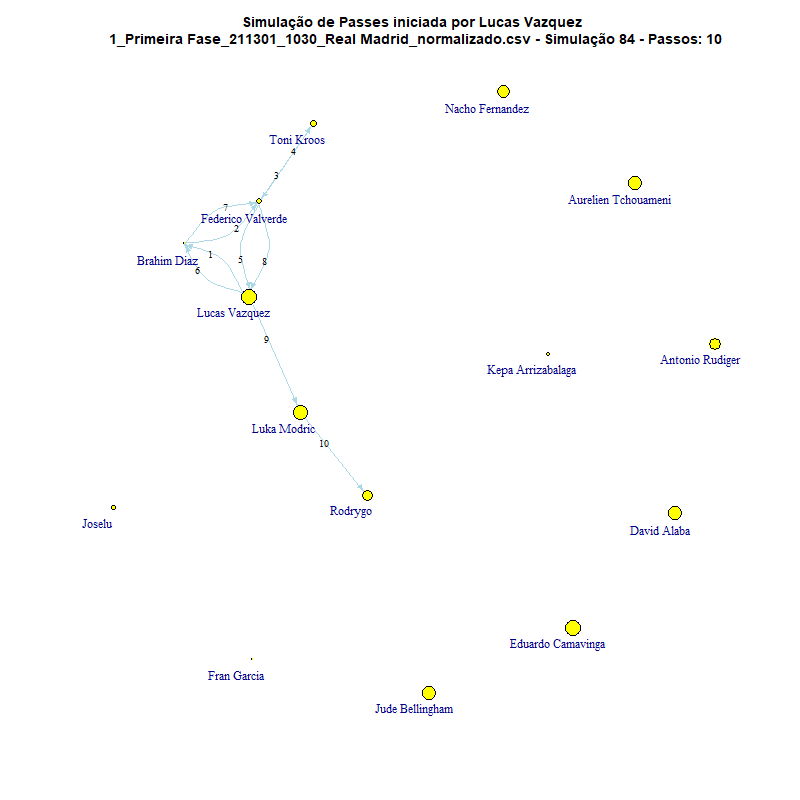 Simulação de Passes iniciada por Lucas Vazquez
1_Primeira Fase_211301_1030_Real Madrid_normalizado.csv - Simulação 84 - Passos: 10
Nacho Fernandez
Toni Kroos
4
3
Aurelien Tchouameni
7
Federico Valverde
2
1
5
8
Brahim Diaz
6
Lucas Vazquez
9
Antonio Rudiger
Kepa Arrizabalaga
Luka Modric
10
Rodrygo
Joselu
David Alaba
Eduardo Camavinga
Fran Garcia
Jude Bellingham